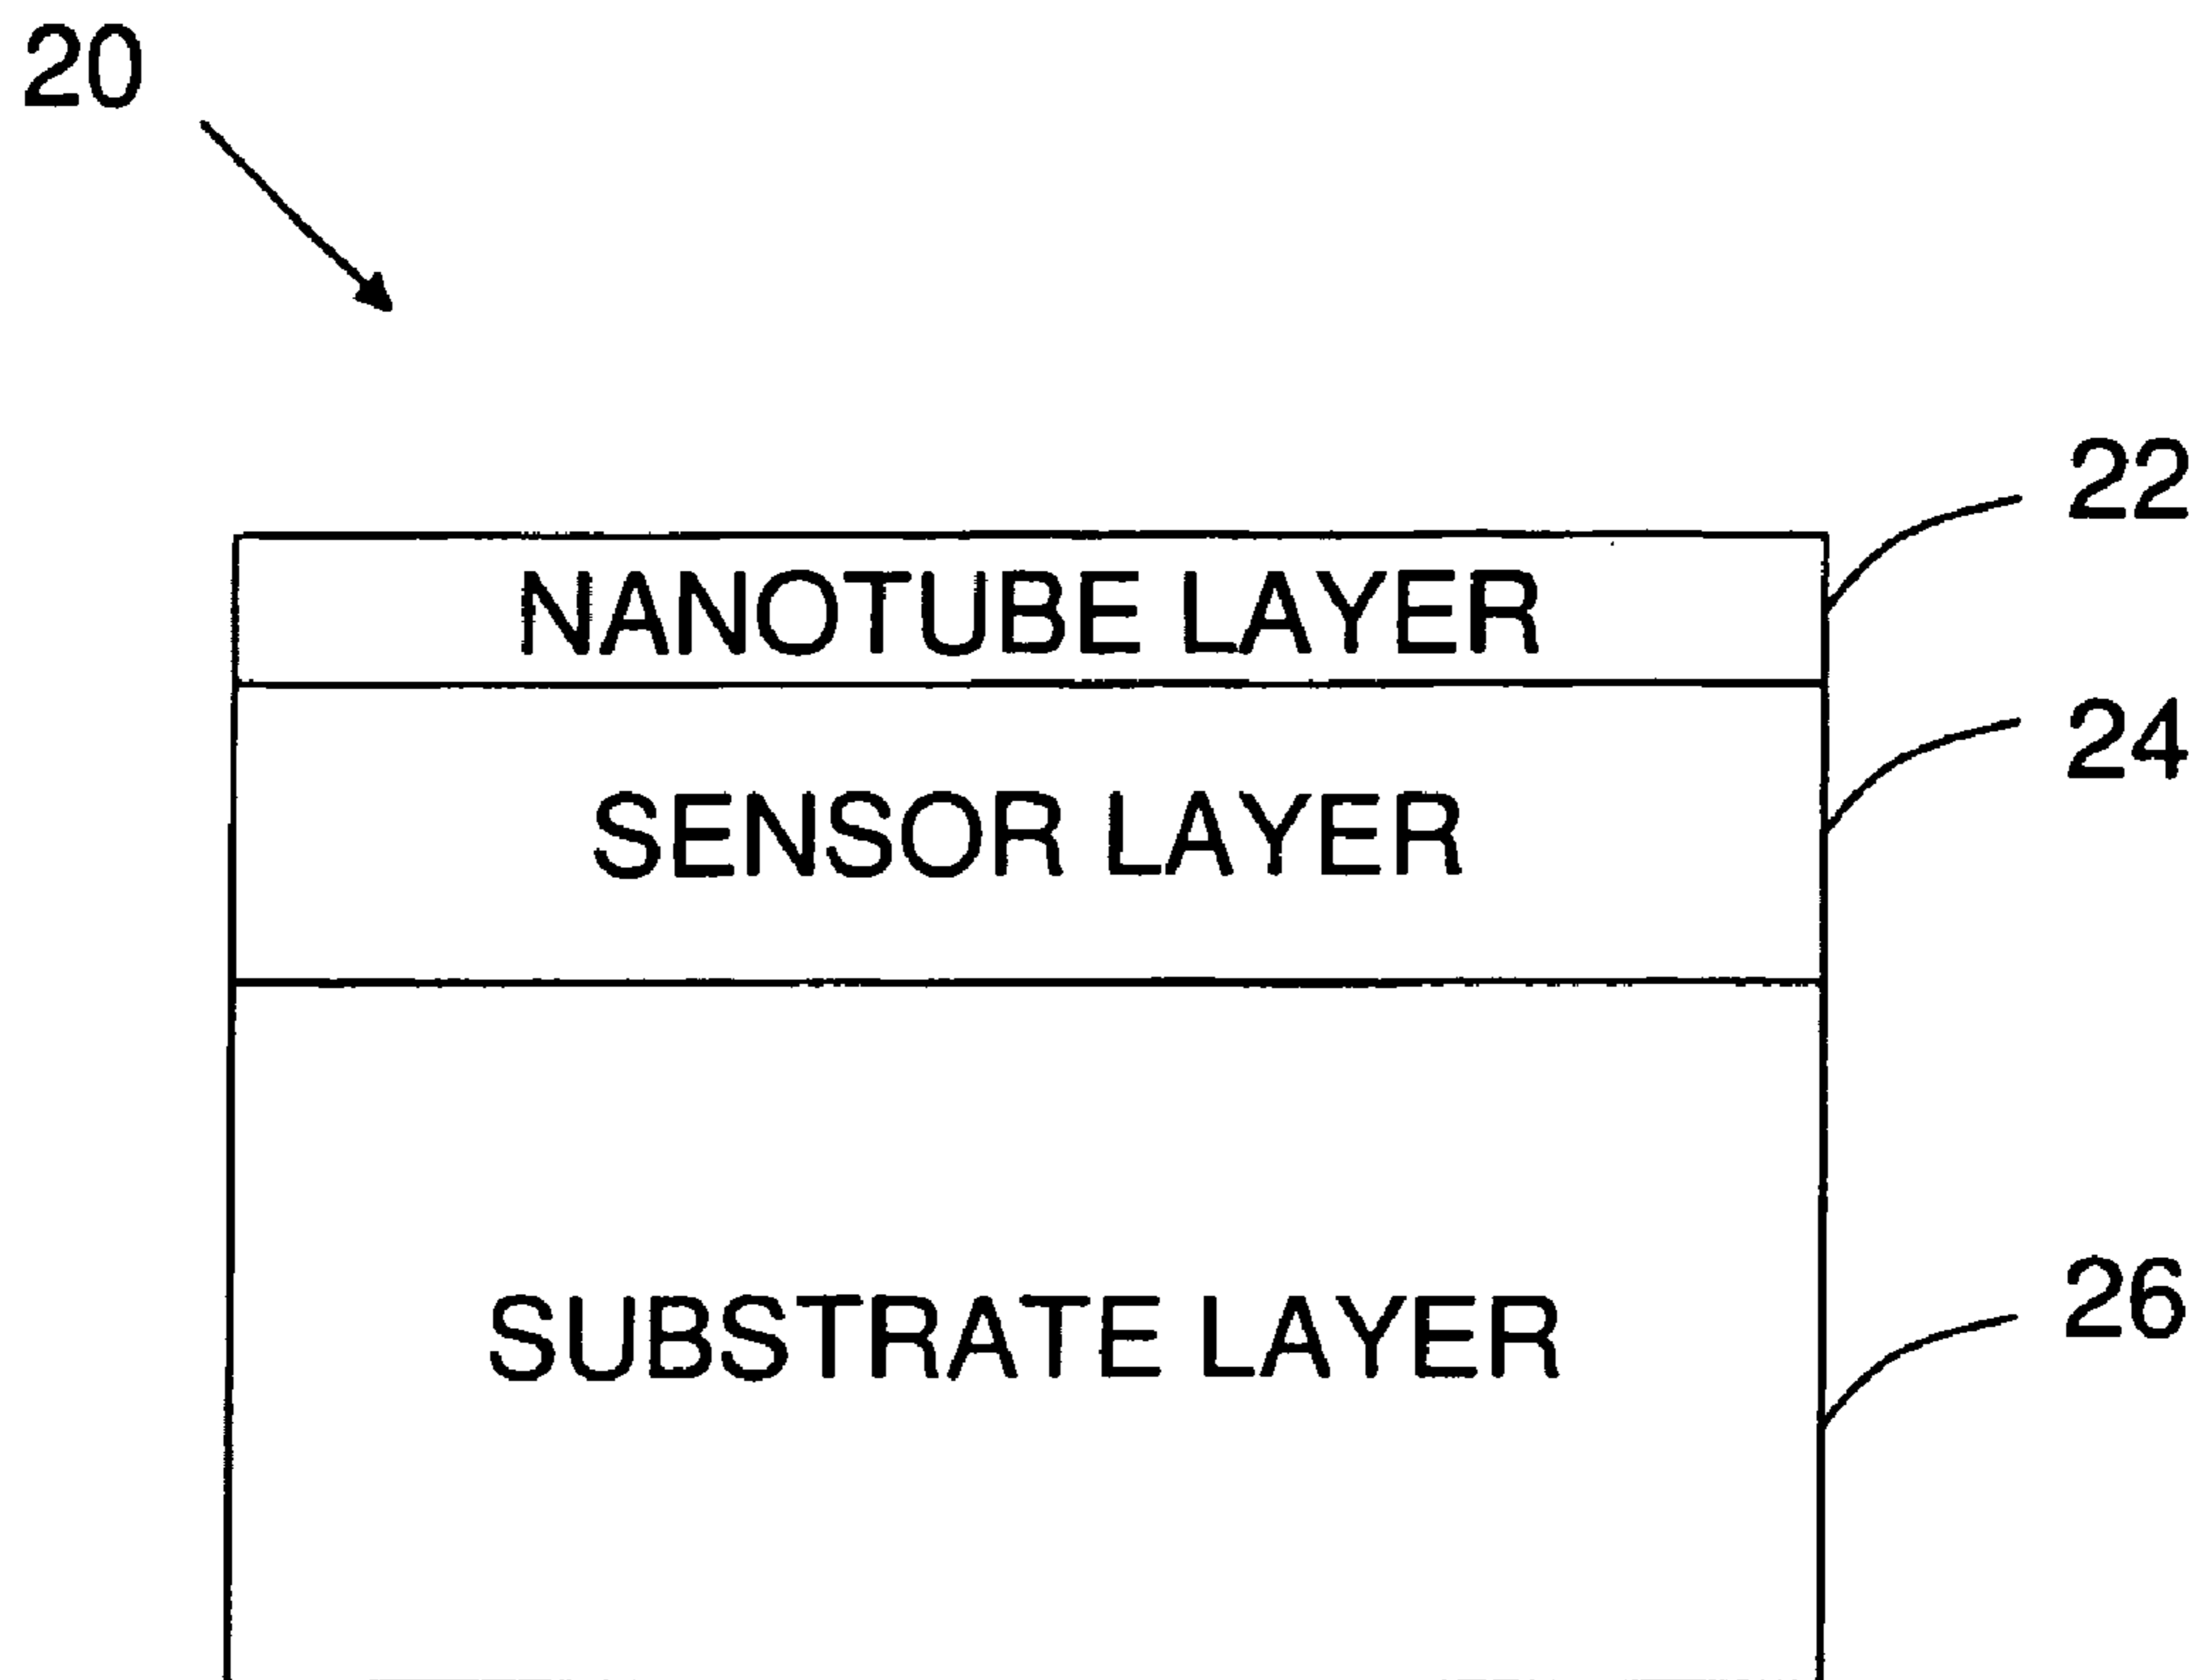 20
22
NANOTUBE LAYER
24
SENSOR LAYER
26
SUBSTRATE LAYER